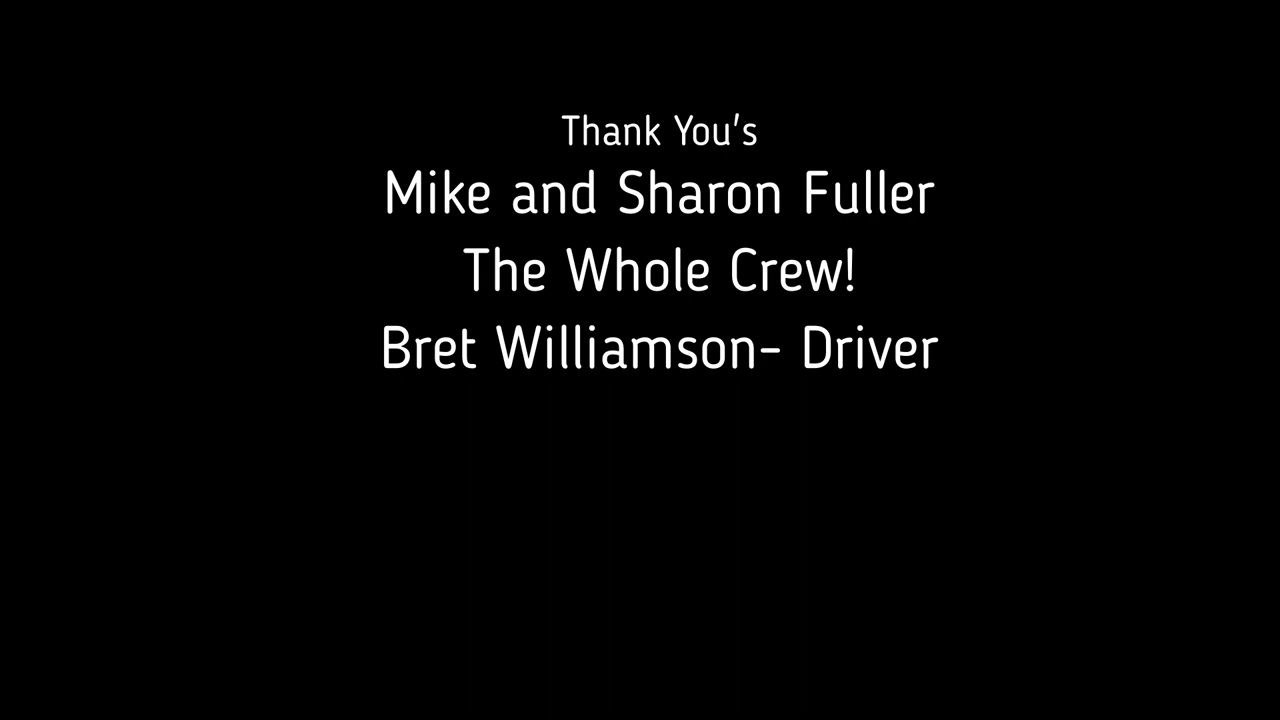 Thank You's
Mike and Sharon Fuller
The Whole Crew!
Bret Williamson- Driver